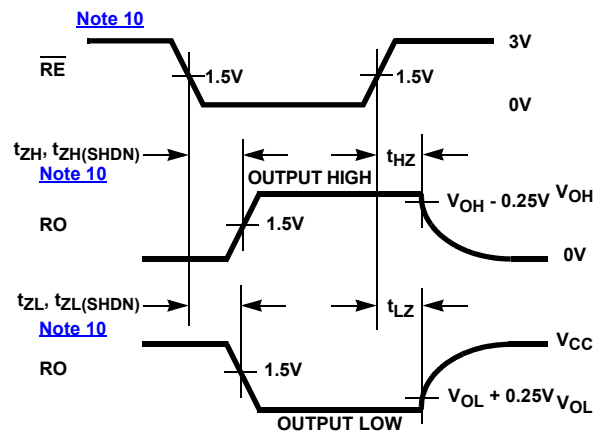 Note 10
RE
1.5V
1.5V
3V
0V
tZH, tZH(SHDN)
Note 10
tHZ
OUTPUT HIGH
RO
1.5V
VOH - 0.25V
VOH
0V
tZL, tZL(SHDN)
Note 10
tLZ
RO
1.5V
VCC
VOL + 0.25V
VOL
OUTPUT LOW